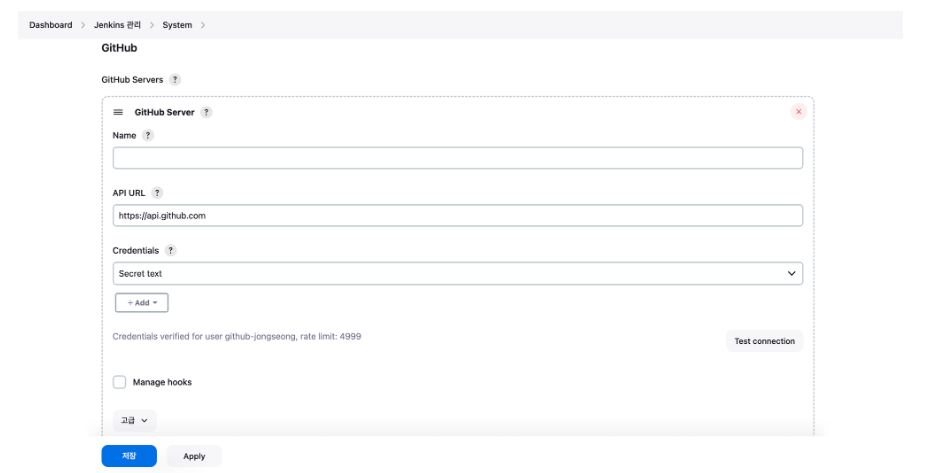 Dashboard > Jenkins 관리 > System >
GitHub
GitHub Servers ?
GitHub Server ?
Name ?
API URL ?
https://api.github.com
Credentials ?
Secret text
+ Add
Credentials verified for user github-jongseong, rate limit: 4999
Test connection
Manage hooks
고급
저장 Apply